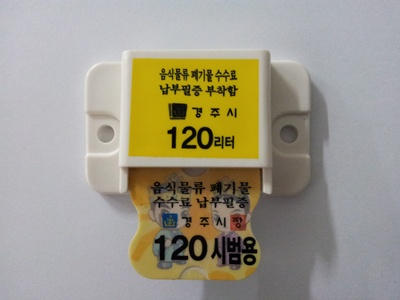 음식물류 폐기물 수수료
납부필증 부착함
경주시
120리터
음식물류 폐기물
수수료 납부필증
경주시장
120 시범용